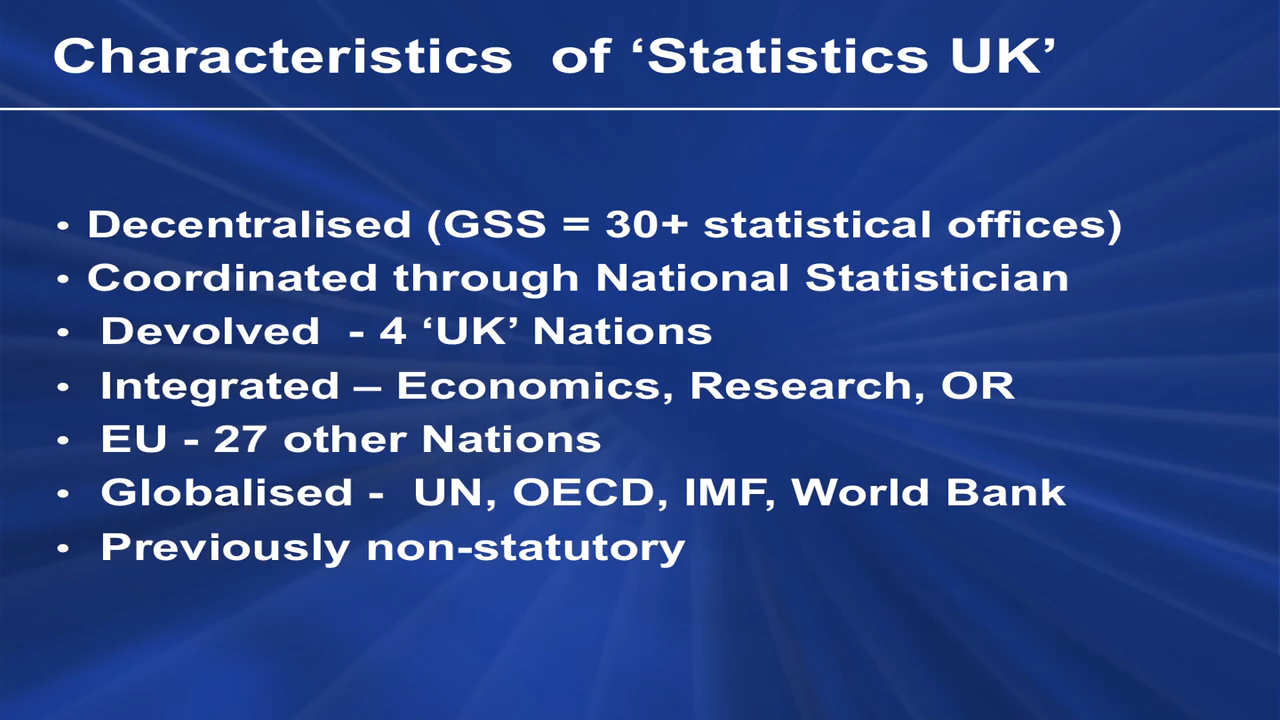 Characteristics  of ‘Statistics UK’
• Decentralised (GSS = 30+ statistical offices)
• Coordinated through National Statistician
• Devolved  - 4 ‘UK’ Nations
• Integrated – Economics, Research, OR
• EU - 27 other Nations
• Globalised -  UN, OECD, IMF, World Bank
• Previously non-statutory